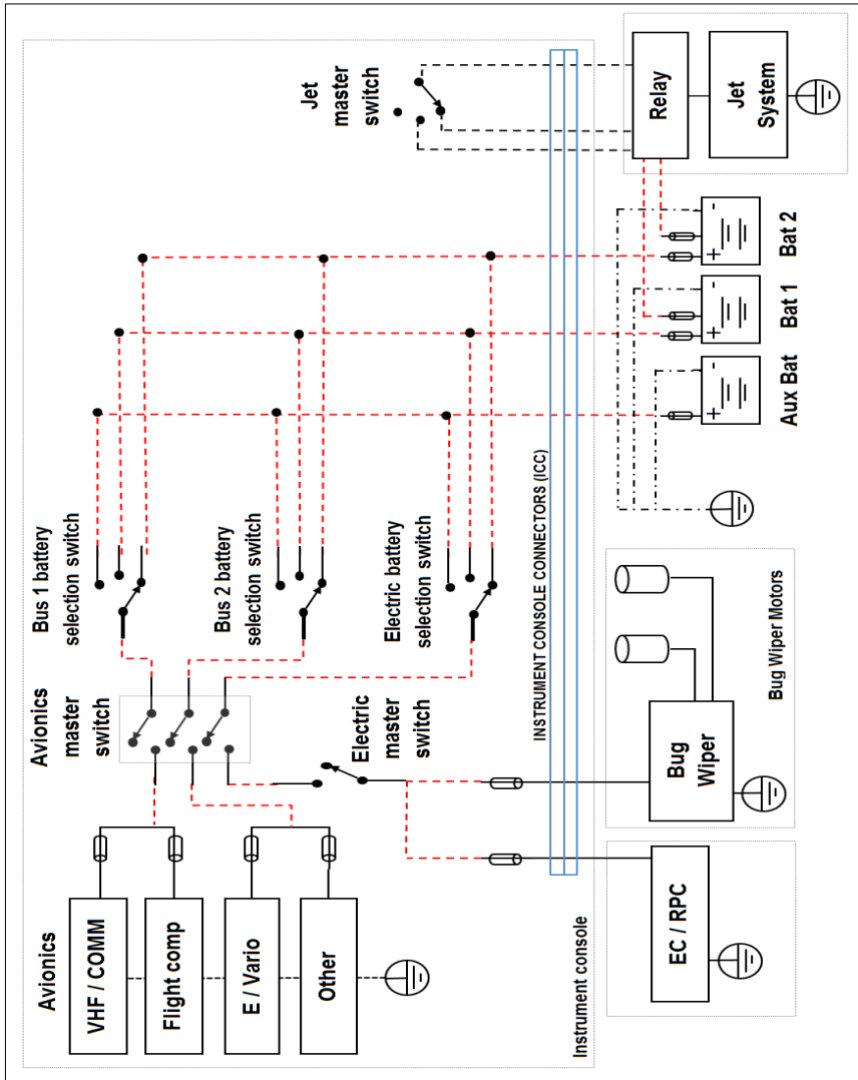 Avionics
VHF / COMM
Flight comp
E / Vario
Other
Avionics
master
switch
Electric
master
switch
Bus 1 battery
selection switch
Bus 2 battery
selection switch
Electric battery
selection switch
Jet
master
switch
Instrument console
INSTRUMENT CONSOLE CONNECTORS (ICC)
EC / RPC
Bug
Wiper
Bug Wiper Motors
+
-
Aux Bat
+
-
Bat 1
+
-
Bat 2
Relay
Jet
System